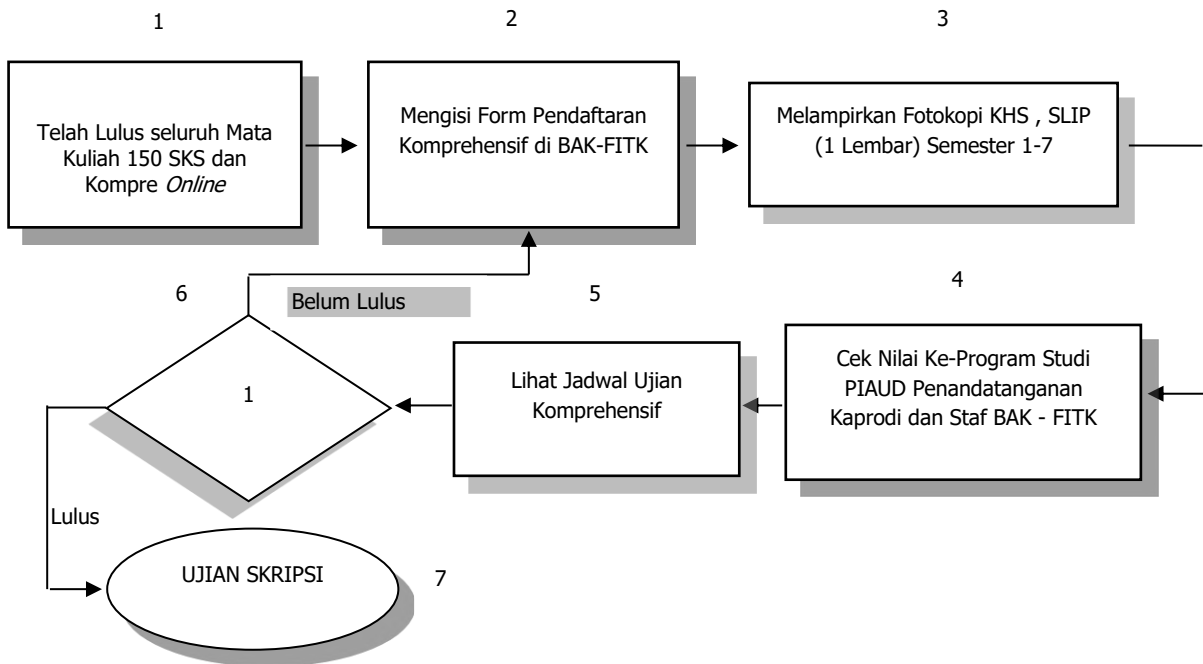 1
2
3
Telah Lulus seluruh Mata
Kuliah 150 SKS dan
Kompre Online
Mengisi Form Pendaftaran
Komprehensif di BAK-FITK
Melampirkan Fotokopi KHS , SLIP
(1 Lembar) Semester 1-7
6
Belum Lulus
5
4
1
Lihat Jadwal Ujian
Komprehensif
Cek Nilai Ke-Program Studi
PIAUD Penandatanganan
Kaprodi dan Staf BAK - FITK
Lulus
UJIAN SKRIPSI
7